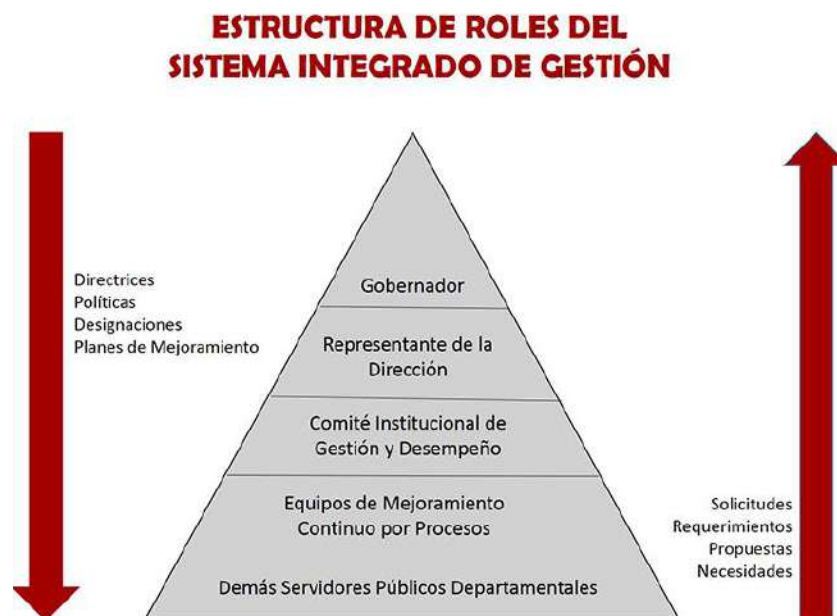 ESTRUCTURA DE ROLES DEL
SISTEMA INTEGRADO DE GESTIÓN
Directrices
Políticas
Designaciones
Planes de Mejoramiento
Gobernador
Representante de la
Dirección
Comité Institucional de
Gestión y Desempeño
Equipos de Mejoramiento
Continuo por Procesos
Demás Servidores Públicos Departamentales
Solicitudes
Requerimientos
Propuestas
Necesidades